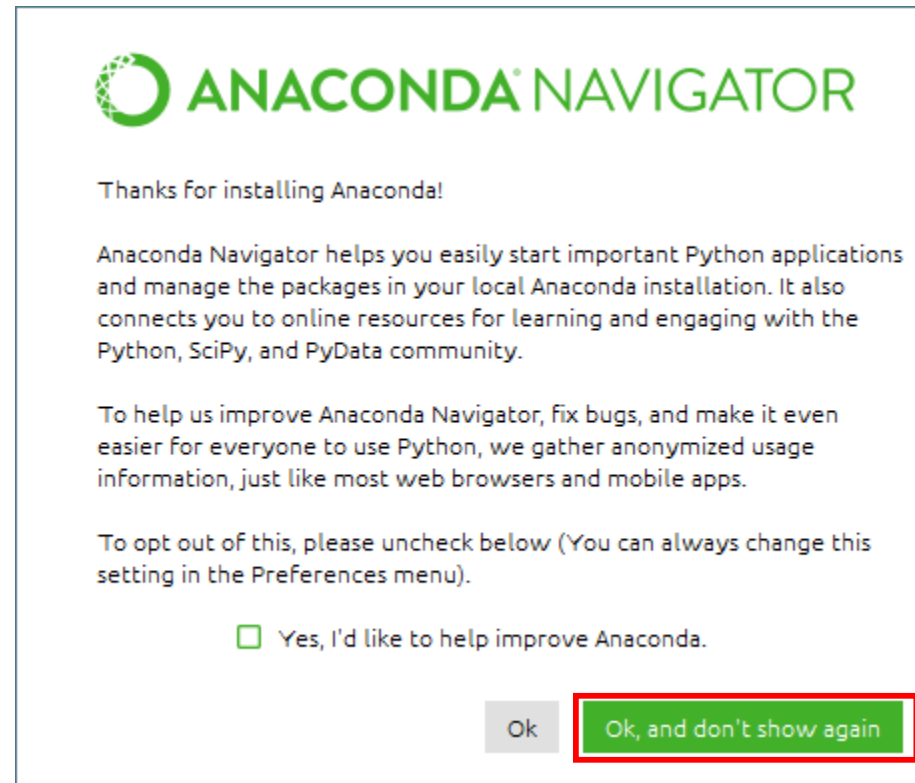 ANACONDA NAVIGATOR
Thanks for installing Anaconda!
Anaconda Navigator helps you easily start important Python applications
and manage the packages in your local Anaconda installation. It also
connects you to online resources for learning and engaging with the
Python, SciPy, and PyData community.
To help us improve Anaconda Navigator, fix bugs, and make it even
easier for everyone to use Python, we gather anonymized usage
information, just like most web browsers and mobile apps.
To opt out of this, please uncheck below (You can always change this
setting in the Preferences menu).
Yes, I'd like to help improve Anaconda.
Ok Ok, and don't show again